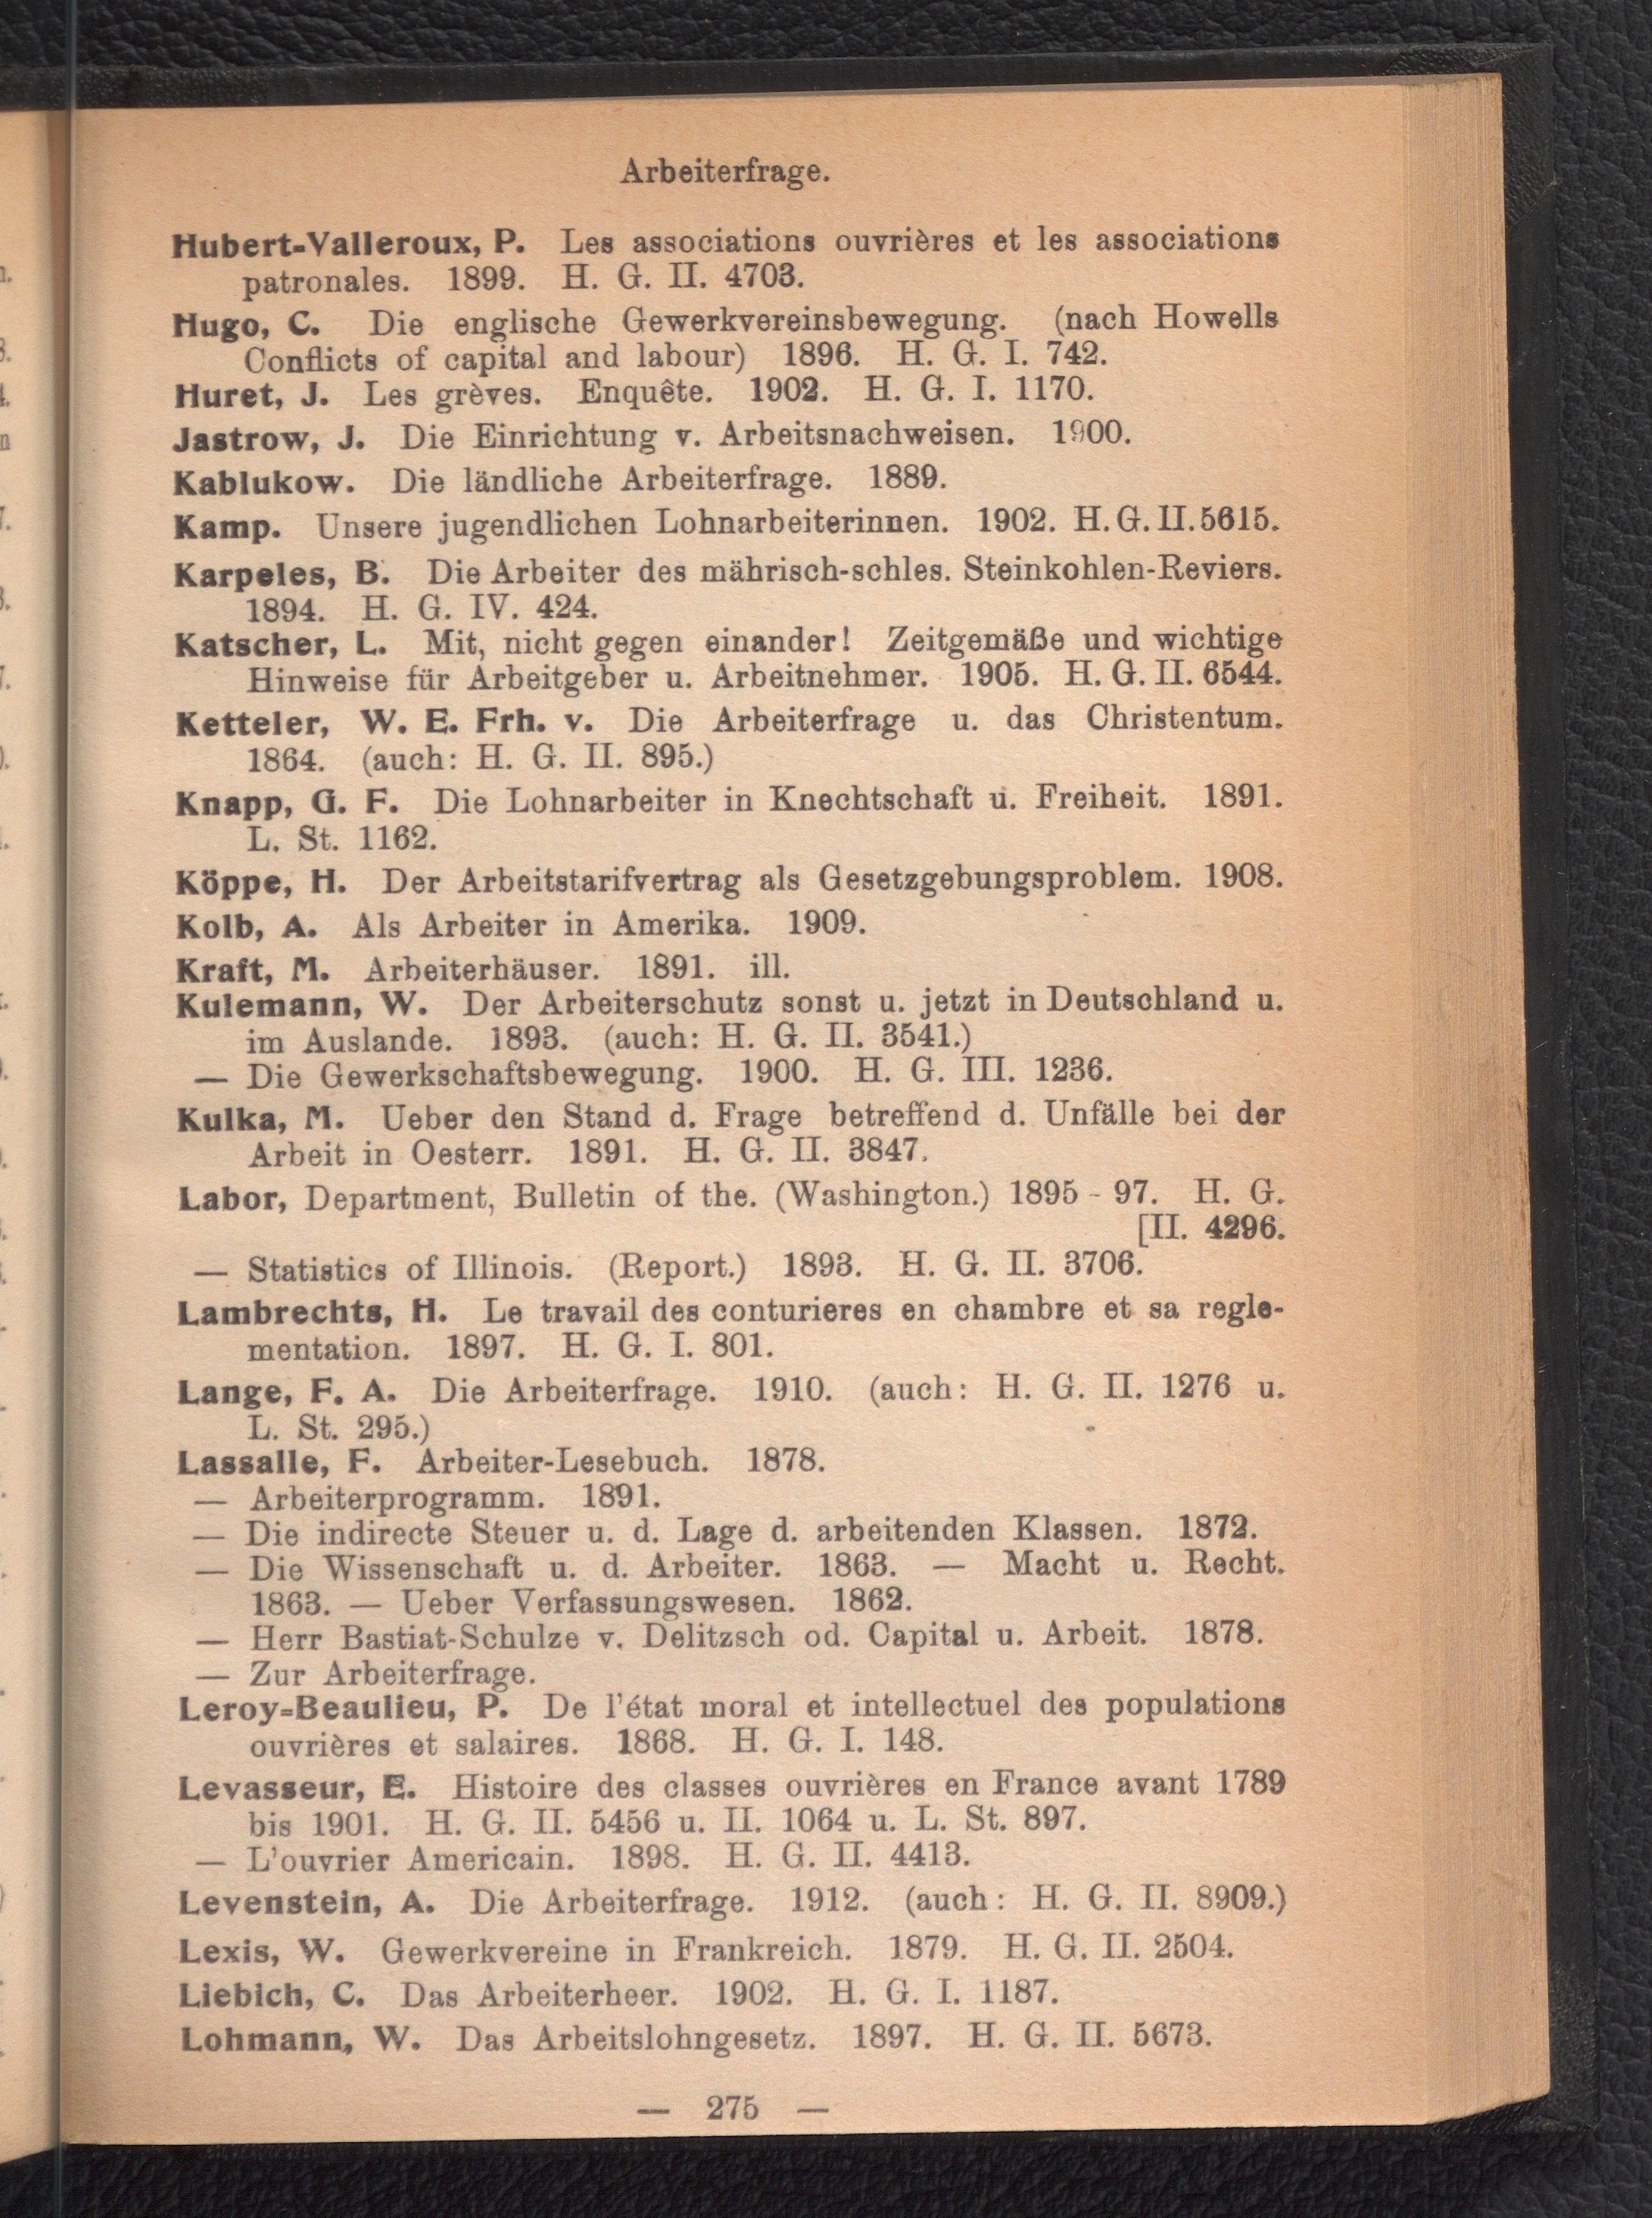 Arbeiterfrage.
Hubert-Valleroux, P. Les associations ouvrières et les associations
patronales. 1899. H. G. II. 4703.
Hugo, C. Die englische Gewerkvereinsbewegung. (nach Howells
Conflicts of capital and labour) 1896. H. G. I. 742.
Huret, J. Les grèves. Enquête. 1902. H. G. I. 1170.
Jastrow, J. Die Einrichtung v. Arbeitsnachweisen. 1900.
Kablukow. Die ländliche Arbeiterfrage. 1889.
Kamp. Unsere jugendlichen Lohnarbeiterinnen. 1902. H. G. II. 5615.
Karpeles, B. Die Arbeiter des mährisch-schles. Steinkohlen-Reviers.
1894. H. G. IV. 424.
Katscher, L. Mit, nicht gegen einander! Zeitgemäße und wichtige
Hinweise für Arbeitgeber u. Arbeitnehmer. 1905. H. G. II. 6544.
Ketteler, W. E. Frh. v. Die Arbeiterfrage u. das Christentum.
1864. (auch: H. G. II. 895.)
Knapp, G. F. Die Lohnarbeiter in Knechtschaft u. Freiheit. 1891.
L. St. 1162.
Köppe, H. Der Arbeitstarifvertrag als Gesetzgebungsproblem. 1908.
Kolb, A. Als Arbeiter in Amerika. 1909.
Kraft, M. Arbeiterhäuser. 1891. ill.
Kulemann, W. Der Arbeiterschutz sonst u. jetzt in Deutschland u.
im Auslande. 1893. (auch: H. G. II. 3541.)
— Die Gewerkschaftsbewegung. 1900. H. G. III. 1236.
Kulka, M. Ueber den Stand d. Frage betreffend d. Unfälle bei der
Arbeit in Oesterr. 1891. H. G. II. 3847.
Labor, Department, Bulletin of the. (Washington.) 1895 - 97. H. G.
[II. 4296.
— Statistics of Illinois. (Report.) 1893. H. G. II. 3706.
Lambrechts, H. Le travail des conturieres en chambre et sa regle-
mentation. 1897. H. G. I. 801.
Lange, F. A. Die Arbeiterfrage. 1910. (auch: H. G. II. 1276 u.
L. St. 295.)
Lassalle, F. Arbeiter-Lesebuch. 1878.
— Arbeiterprogramm. 1891.
— Die indirecte Steuer u. d. Lage d. arbeitenden Klassen. 1872.
— Die Wissenschaft u. d. Arbeiter. 1863. — Macht u. Recht.
1863. — Ueber Verfassungswesen. 1862.
— Herr Bastiat-Schulze v. Delitzsch od. Capital u. Arbeit. 1878.
— Zur Arbeiterfrage.
Leroy-Beaulieu, P. De l'état moral et intellectuel des populations
ouvrières et salaires. 1868. H. G. I. 148.
Levasseur, E. Histoire des classes ouvrières en France avant 1789
bis 1901. H. G. II. 5456 u. II. 1064 u. L. St. 897.
— L'ouvrier Americain. 1898. H. G. II. 4413.
Levenstein, A. Die Arbeiterfrage. 1912. (auch: H. G. II. 8909.)
Lexis, W. Gewerkvereine in Frankreich. 1879. H. G. II. 2504.
Liebich, C. Das Arbeiterheer. 1902. H. G. I. 1187.
Lohmann, W. Das Arbeitslohngesetz. 1897. H. G. II. 5673.
— 275 —